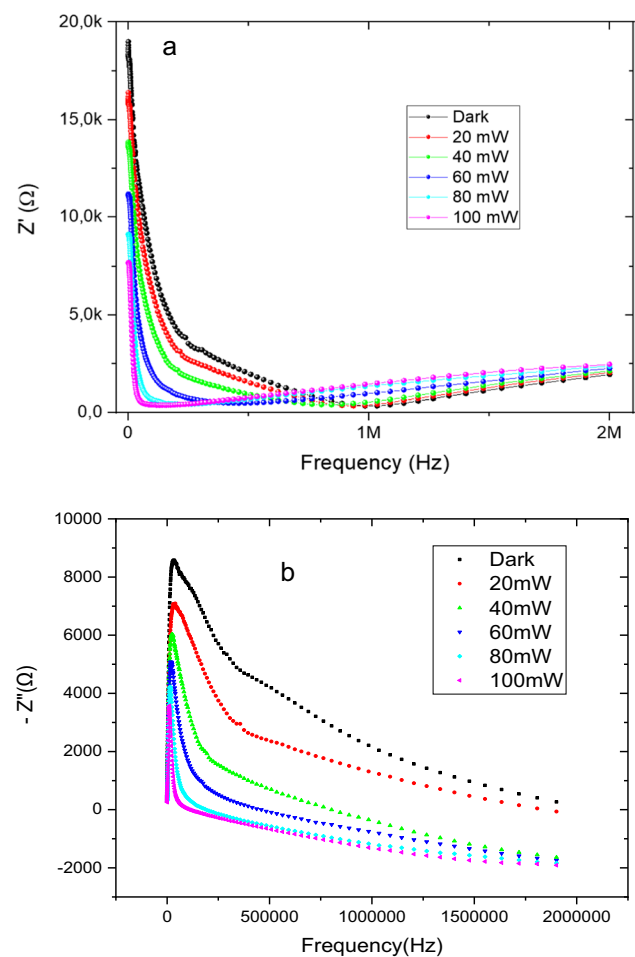 a
20,0k
15,0k
10,0k
5,0k
0,0
Z' (Ω)
Dark
20 mW
40 mW
60 mW
80 mW
100 mW
0
1M
2M
Frequency (Hz)
b
10000
8000
6000
4000
2000
0
-2000
- Z"(Ω)
Dark
20mW
40mW
60mW
80mW
100mW
0
500000
1000000
1500000
2000000
Frequency(Hz)